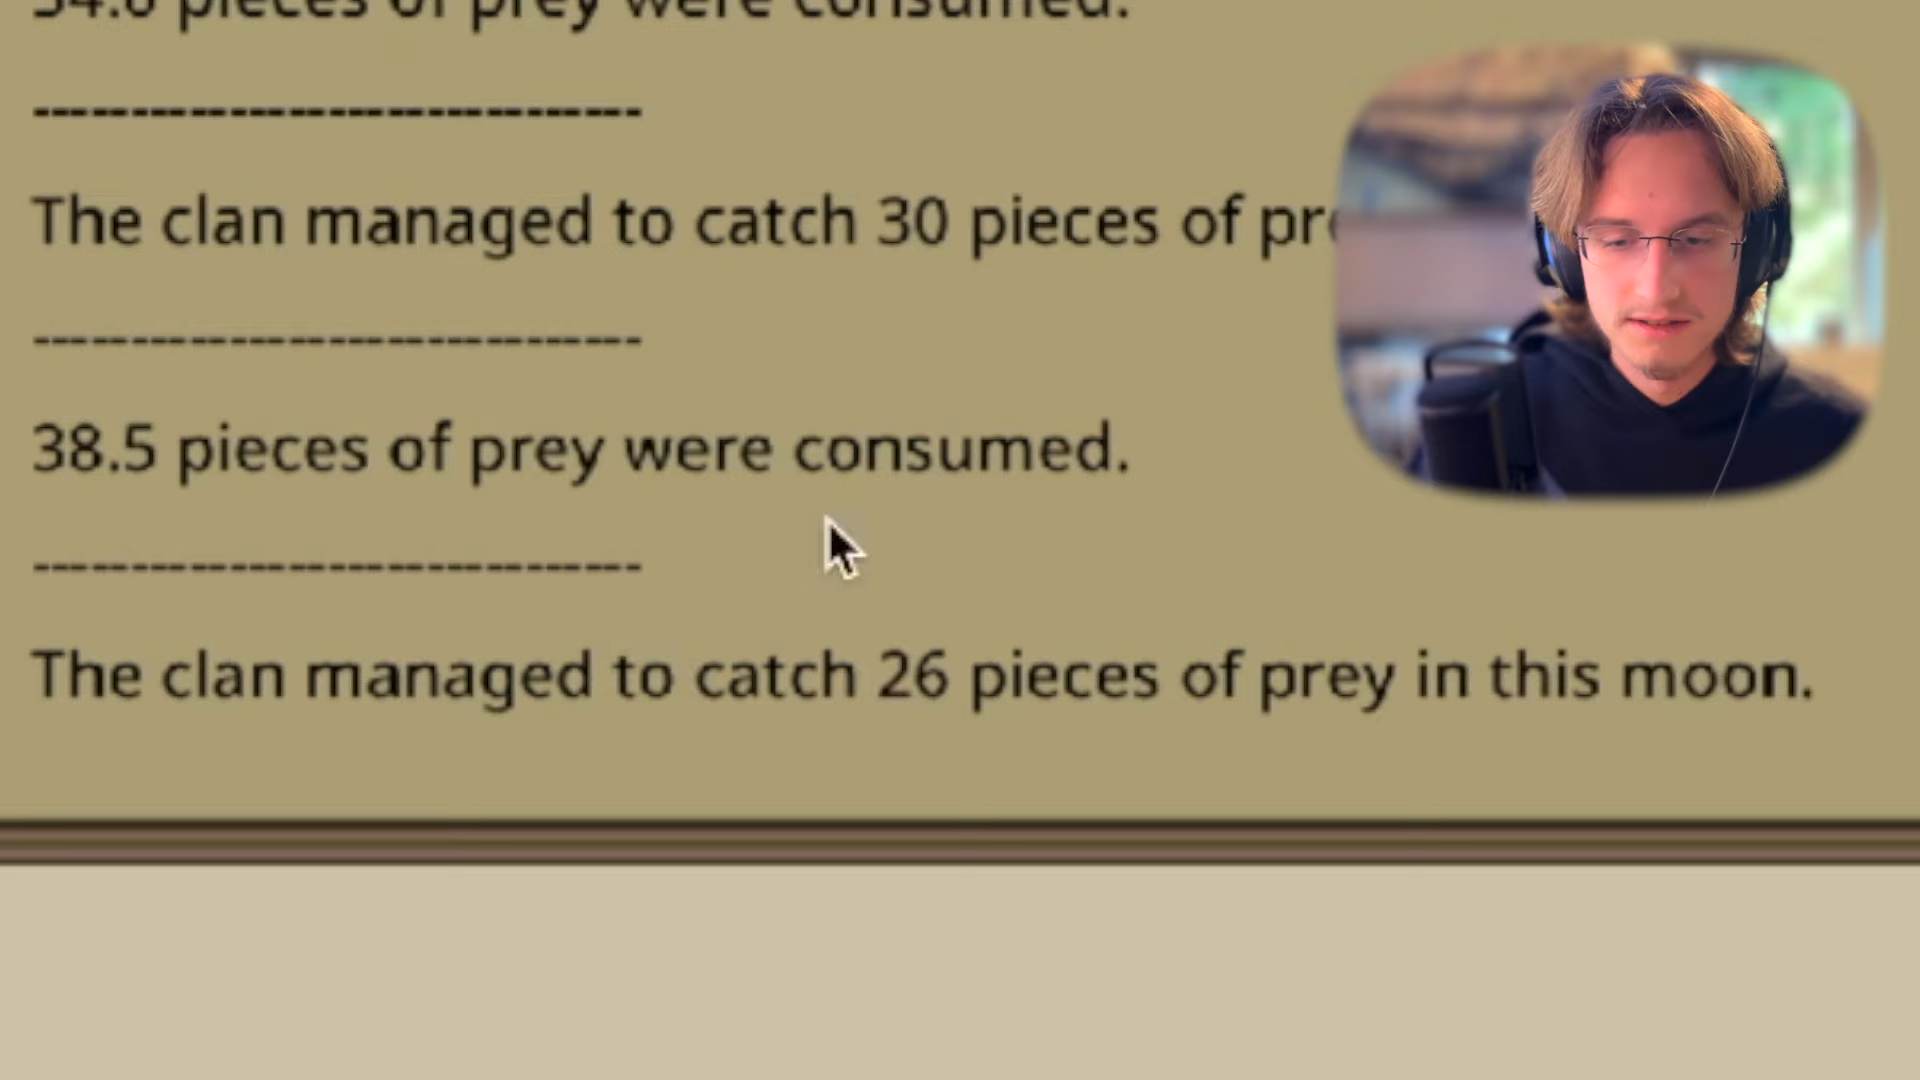 pieces of prey were consumed.
-------------------------------
The clan managed to catch 30 pieces of
-------------------------------
38.5 pieces of prey were consumed.
-------------------------------
The clan managed to catch 26 pieces of prey in this moon.